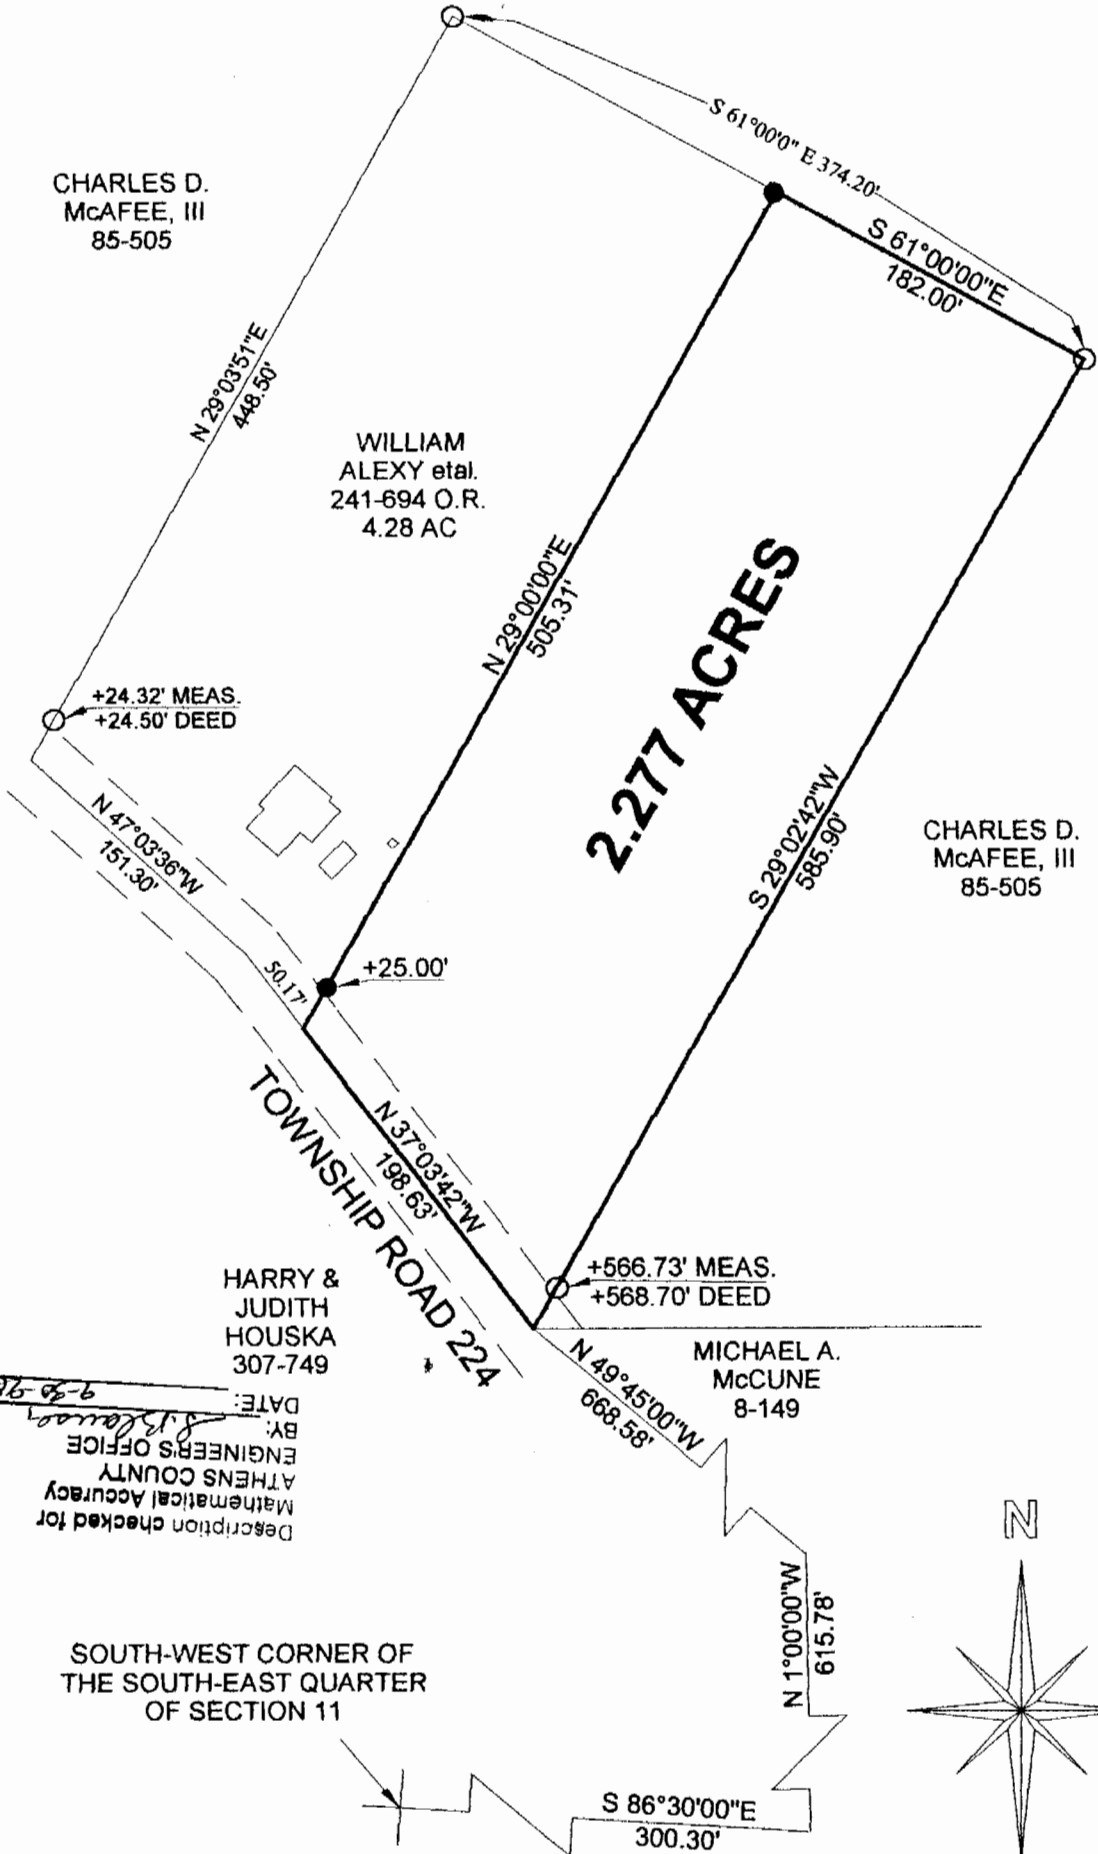 S 61°00'0" E 374.20'
CHARLES D.
McAFEE, III
85-505
S 61°00'00"E
182.00'
N 29°03'51"E
448.50'
WILLIAM
ALEXY etal.
241-694 O.R.
4.28 AC
N 29°00'00"E
505.31'
2.277 ACRES
+24.32' MEAS.
+24.50' DEED
S 29°02'42"W
585.90'
CHARLES D.
McAFEE, III
85-505
N 47°03'36"W
151.30'
50.17'
+25.00'
TOWNSHIP ROAD 224
N 37°03'42"W
198.63'
+566.73' MEAS.
+568.70' DEED
HARRY &
JUDITH
HOUSKA
307-749
N 49°45'00"W
668.58'
MICHAEL A.
McCUNE
8-149
Description checked for
Mathematical Accuracy
ATHENS COUNTY
ENGINEER'S OFFICE
BY:
DATE:
N
N 1°00'00"W
615.78'
SOUTH-WEST CORNER OF
THE SOUTH-EAST QUARTER
OF SECTION 11
S 86°30'00"E
300.30'